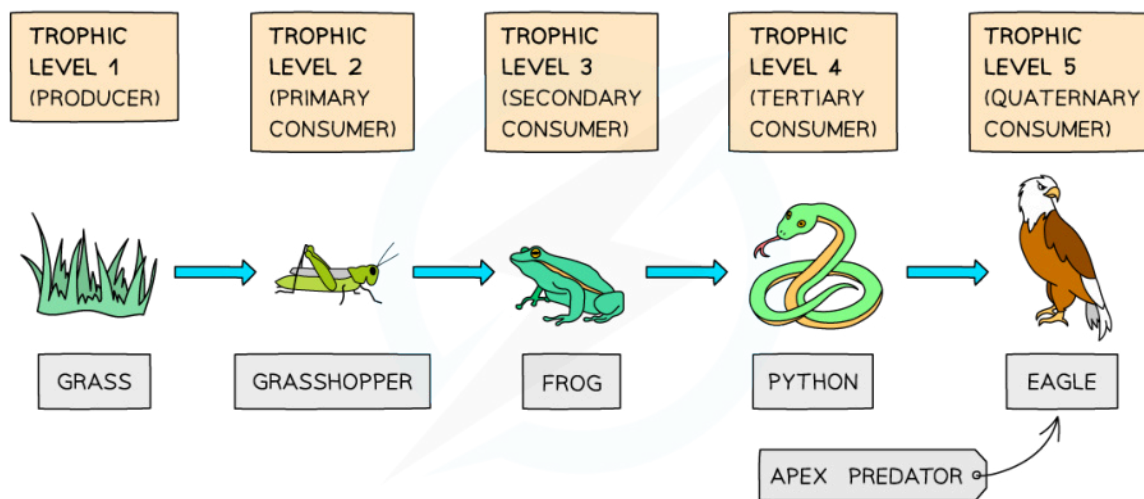 TROPHIC
LEVEL 1
(PRODUCER)
TROPHIC
LEVEL 2
(PRIMARY
CONSUMER)
TROPHIC
LEVEL 3
(SECONDARY
CONSUMER)
TROPHIC
LEVEL 4
(TERTIARY
CONSUMER)
TROPHIC
LEVEL 5
(QUATERNARY
CONSUMER)
GRASS
GRASSHOPPER
FROG
PYTHON
EAGLE
APEX PREDATOR